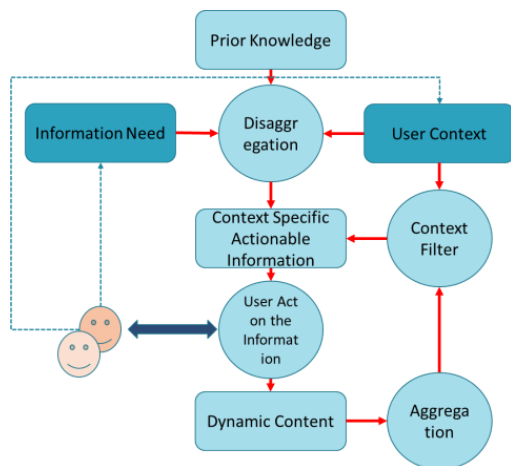 Prior Knowledge
Information Need
Disaggr
egation
User Context
Context Specific
Actionable
Information
Context
Filter
User Act
on the
Informat
ion
Dynamic Content
Aggrega
tion